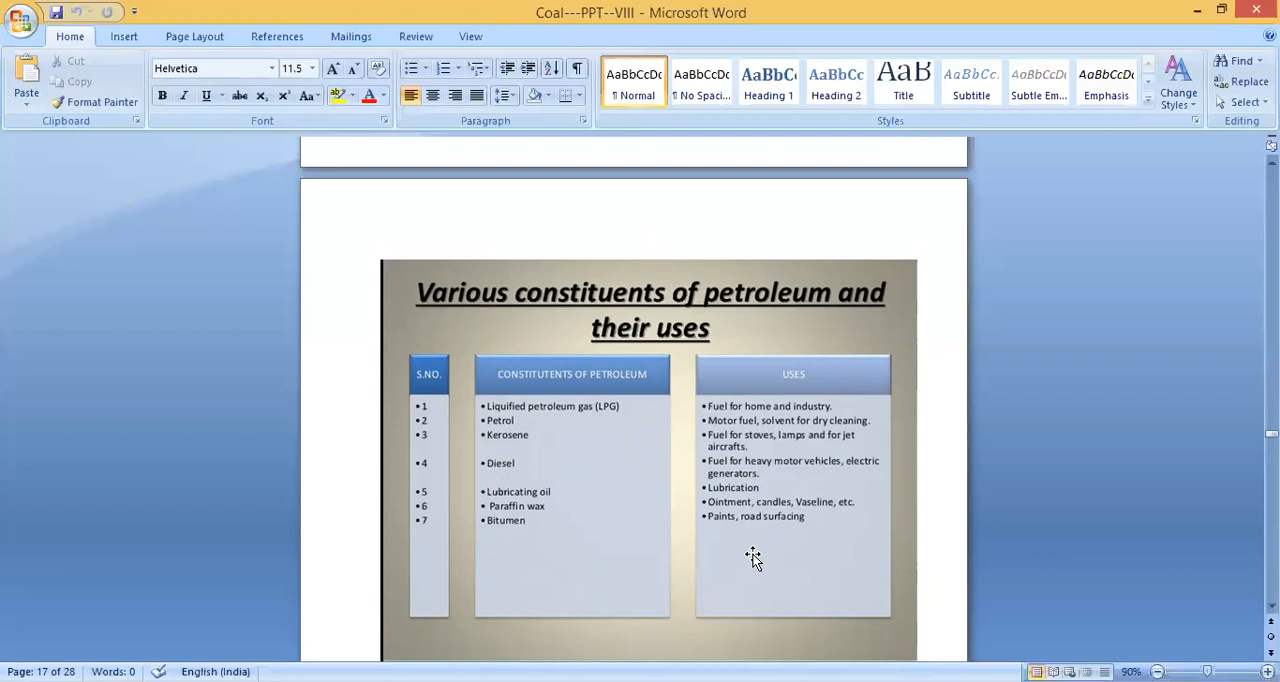 Coal---PPT--VIII - Microsoft Word
Home Insert Page Layout References Mailings Review View
Paste
Cut
Copy
Format Painter
Clipboard
Helvetica 11.5
Font
Paragraph
AaBbCcDc AaBbCcDc AaBbC( AaBbCc AaB AaBbCc. AaBbCcDc AaBbCcDc
¶ Normal ¶ No Spaci... Heading 1 Heading 2 Title Subtitle Subtle Em... Emphasis
Change
Styles
Styles
Find
Replace
Select
Editing
Various constituents of petroleum and
their uses
S.NO. CONSTITUTENTS OF PETROLEUM USES
•1 •Liquified petroleum gas (LPG) •Fuel for home and industry.
•2 •Petrol •Motor fuel, solvent for dry cleaning.
•3 •Kerosene •Fuel for stoves, lamps and for jet
aircrafts.
•4 •Diesel •Fuel for heavy motor vehicles, electric
generators.
•5 •Lubricating oil •Lubrication
•6 • Paraffin wax •Ointment, candles, Vaseline, etc.
•7 •Bitumen •Paints, road surfacing
Page: 17 of 28 Words: 0 English (India) 90%